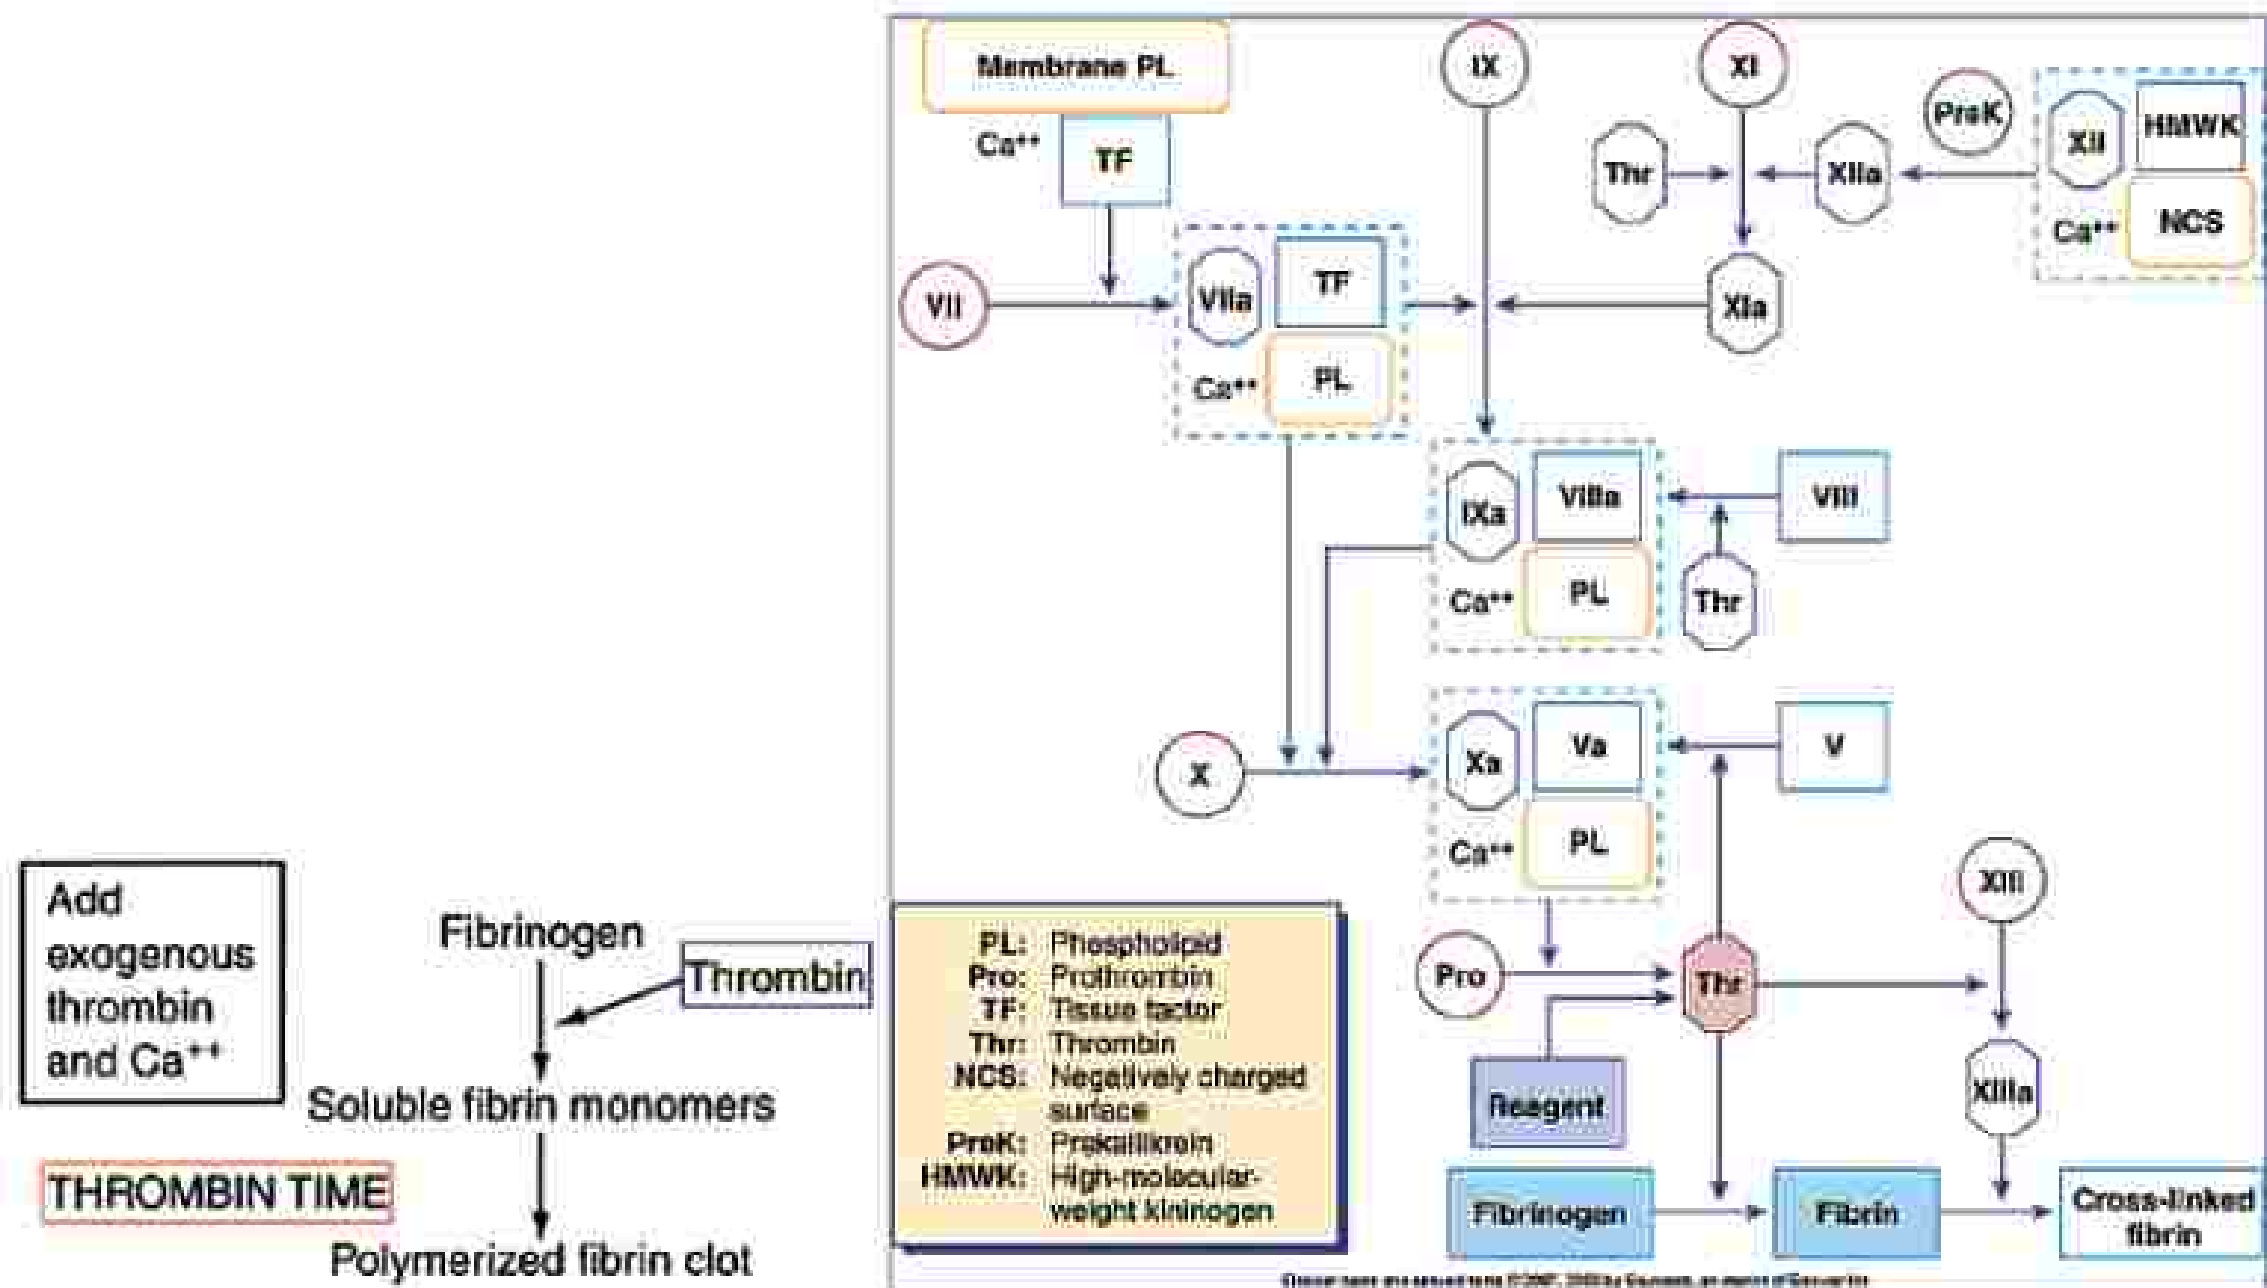 Add
exogenous
thrombin
and Ca⁺⁺
Fibrinogen
Thrombin
Soluble fibrin monomers
THROMBIN TIME
Polymerized fibrin clot
Membrane PL
Ca⁺⁺
TF
VII
VIIa
TF
Ca⁺⁺
PL
IX
XI
Thr
XIIa
ProK
XII
HMWK
Ca⁺⁺
NCS
XIa
IXa
VIIIa
VIII
Ca⁺⁺
PL
Thr
X
Xa
Va
V
Ca⁺⁺
PL
XIII
Pro
Thr
Reagent
XIIIa
Fibrinogen
Fibrin
Cross-linked
fibrin
PL: Phospholipid
Pro: Prothrombin
TF: Tissue factor
Thr: Thrombin
NCS: Negatively charged
surface
ProK: Prekallikrein
HMWK: High-molecular-
weight kininogen